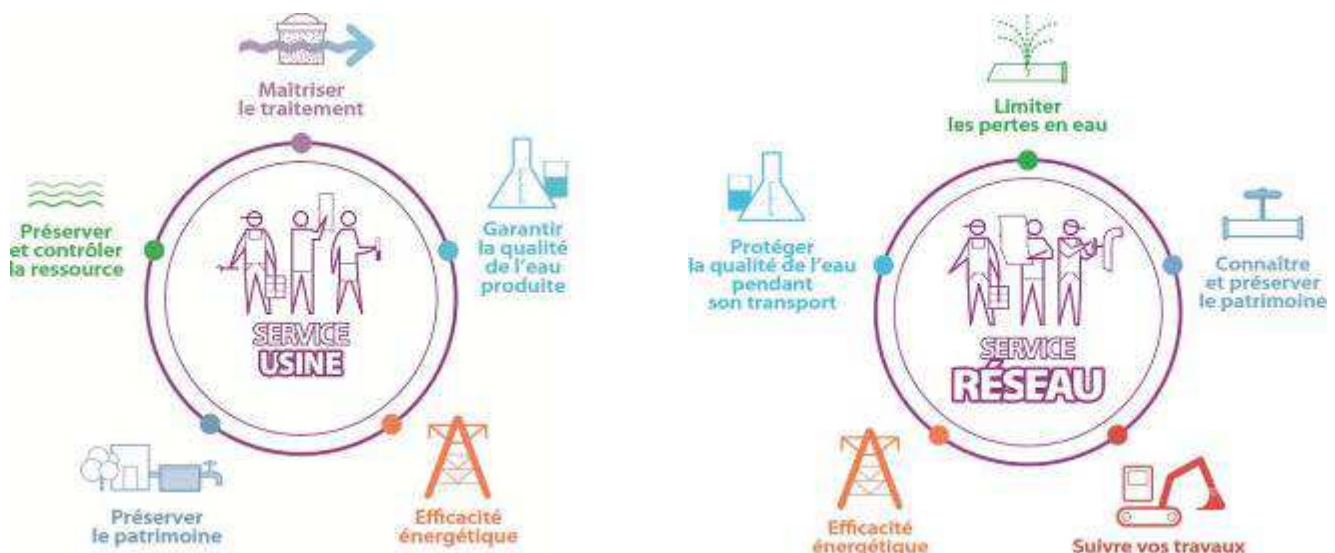 Maîtriser
le traitement
Garantir
la qualité
de l'eau
produite
Efficacité
énergétique
Préserver
le patrimoine
Préserver
et contrôler
la ressource
SERVICE
USINE
Limiter
les pertes en eau
Connaître
et préserver
le patrimoine
Suivre vos travaux
Efficacité
énergétique
Protéger
la qualité de l'eau
pendant
son transport
SERVICE
RÉSEAU